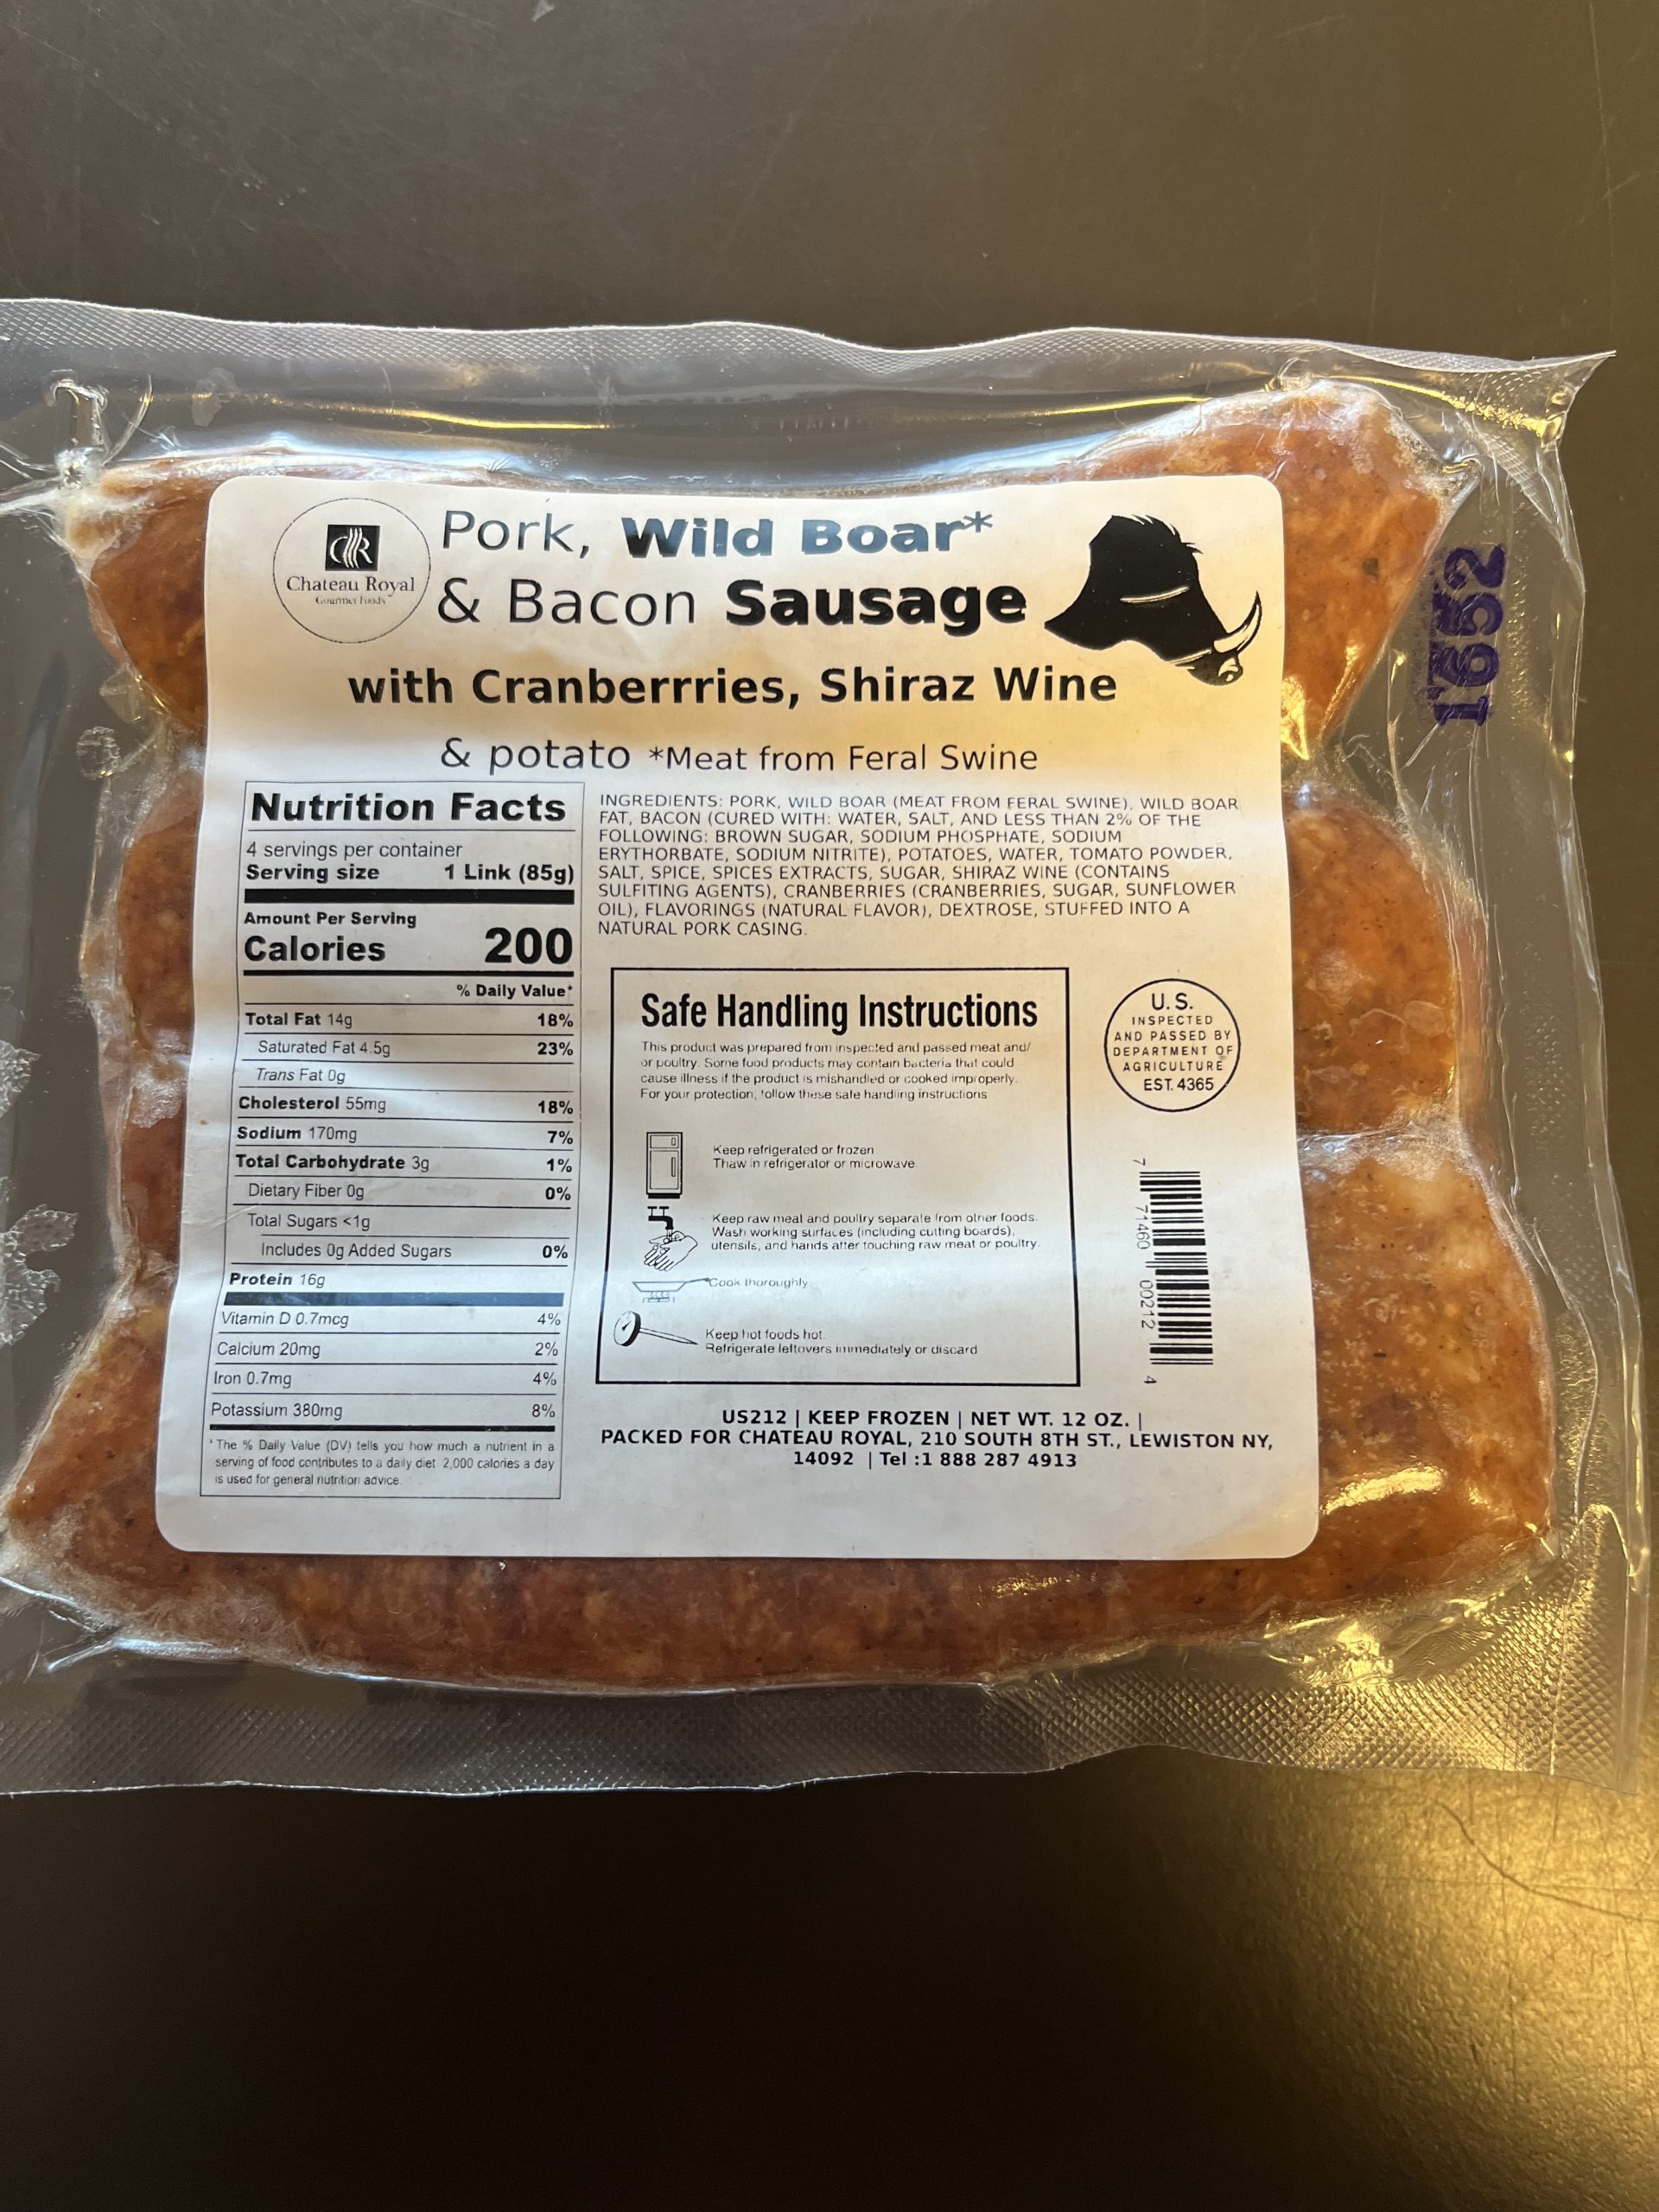 CR
Chateau Royal
Gourmet Foods
Pork, Wild Boar*
& Bacon Sausage
with Cranberrries, Shiraz Wine
& potato *Meat from Feral Swine
Nutrition Facts
4 servings per container
Serving size 1 Link (85g)
Amount Per Serving
Calories 200
% Daily Value*
Total Fat 14g 18%
Saturated Fat 4.5g 23%
Trans Fat 0g
Cholesterol 55mg 18%
Sodium 170mg 7%
Total Carbohydrate 3g 1%
Dietary Fiber 0g 0%
Total Sugars <1g
Includes 0g Added Sugars 0%
Protein 16g
Vitamin D 0.7mcg 4%
Calcium 20mg 2%
Iron 0.7mg 4%
Potassium 380mg 8%
* The % Daily Value (DV) tells you how much a nutrient in a
serving of food contributes to a daily diet 2,000 calories a day
is used for general nutrition advice.
INGREDIENTS: PORK, WILD BOAR (MEAT FROM FERAL SWINE), WILD BOAR
FAT, BACON (CURED WITH: WATER, SALT, AND LESS THAN 2% OF THE
FOLLOWING: BROWN SUGAR, SODIUM PHOSPHATE, SODIUM
ERYTHORBATE, SODIUM NITRITE), POTATOES, WATER, TOMATO POWDER,
SALT, SPICE, SPICES EXTRACTS, SUGAR, SHIRAZ WINE (CONTAINS
SULFITING AGENTS), CRANBERRIES (CRANBERRIES, SUGAR, SUNFLOWER
OIL), FLAVORINGS (NATURAL FLAVOR), DEXTROSE, STUFFED INTO A
NATURAL PORK CASING.
Safe Handling Instructions
This product was prepared from inspected and passed meat and/
or poultry. Some food products may contain bacteria that could
cause illness if the product is mishandled or cooked improperly.
For your protection, follow these safe handling instructions
Keep refrigerated or frozen
Thaw in refrigerator or microwave
Keep raw meat and poultry separate from other foods.
Wash working surfaces (including cutting boards),
utensils, and hands after touching raw meat or poultry.
Cook thoroughly
Keep hot foods hot.
Refrigerate leftovers immediately or discard
U.S.
INSPECTED
AND PASSED BY
DEPARTMENT OF
AGRICULTURE
EST. 4365
7 71460 00212 4
US212 | KEEP FROZEN | NET WT. 12 OZ. |
PACKED FOR CHATEAU ROYAL, 210 SOUTH 8TH ST., LEWISTON NY,
14092 | Tel :1 888 287 4913